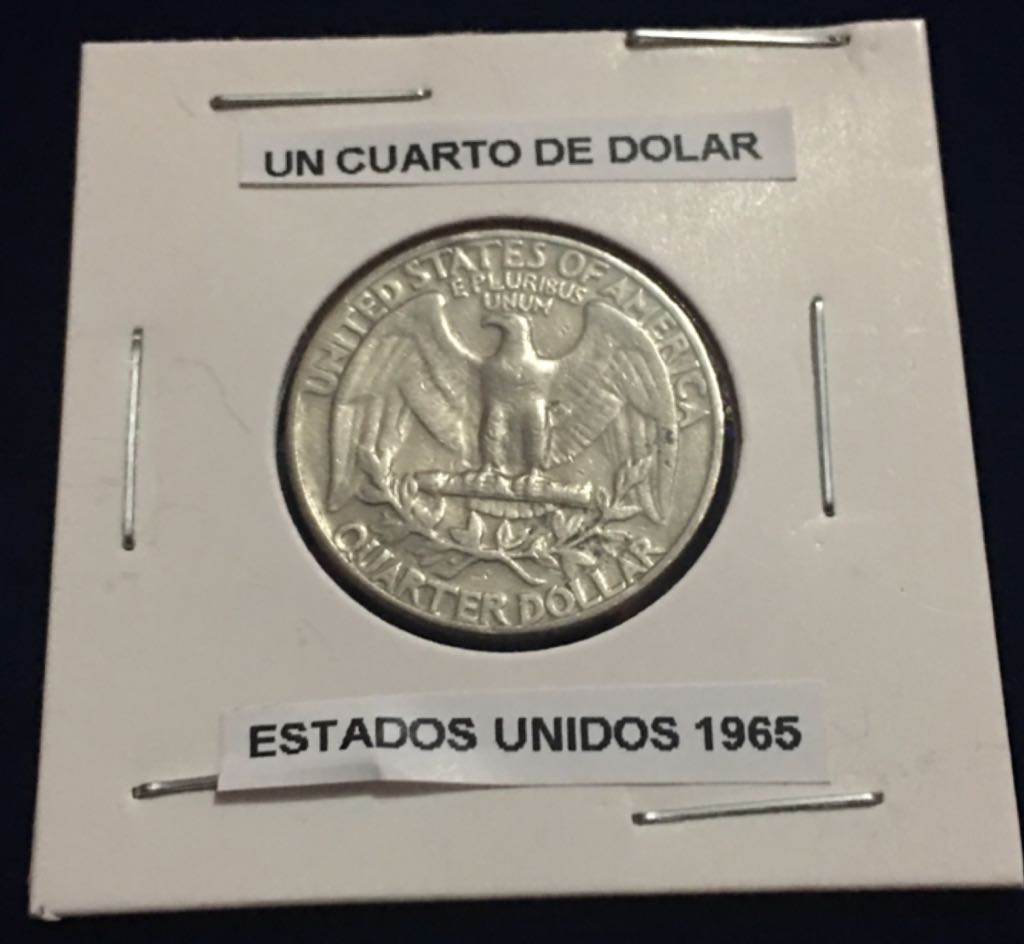 UN CUARTO DE DOLAR
UNITED STATES OF AMERICA
E PLURIBUS
UNUM
QUARTER DOLLAR
ESTADOS UNIDOS 1965